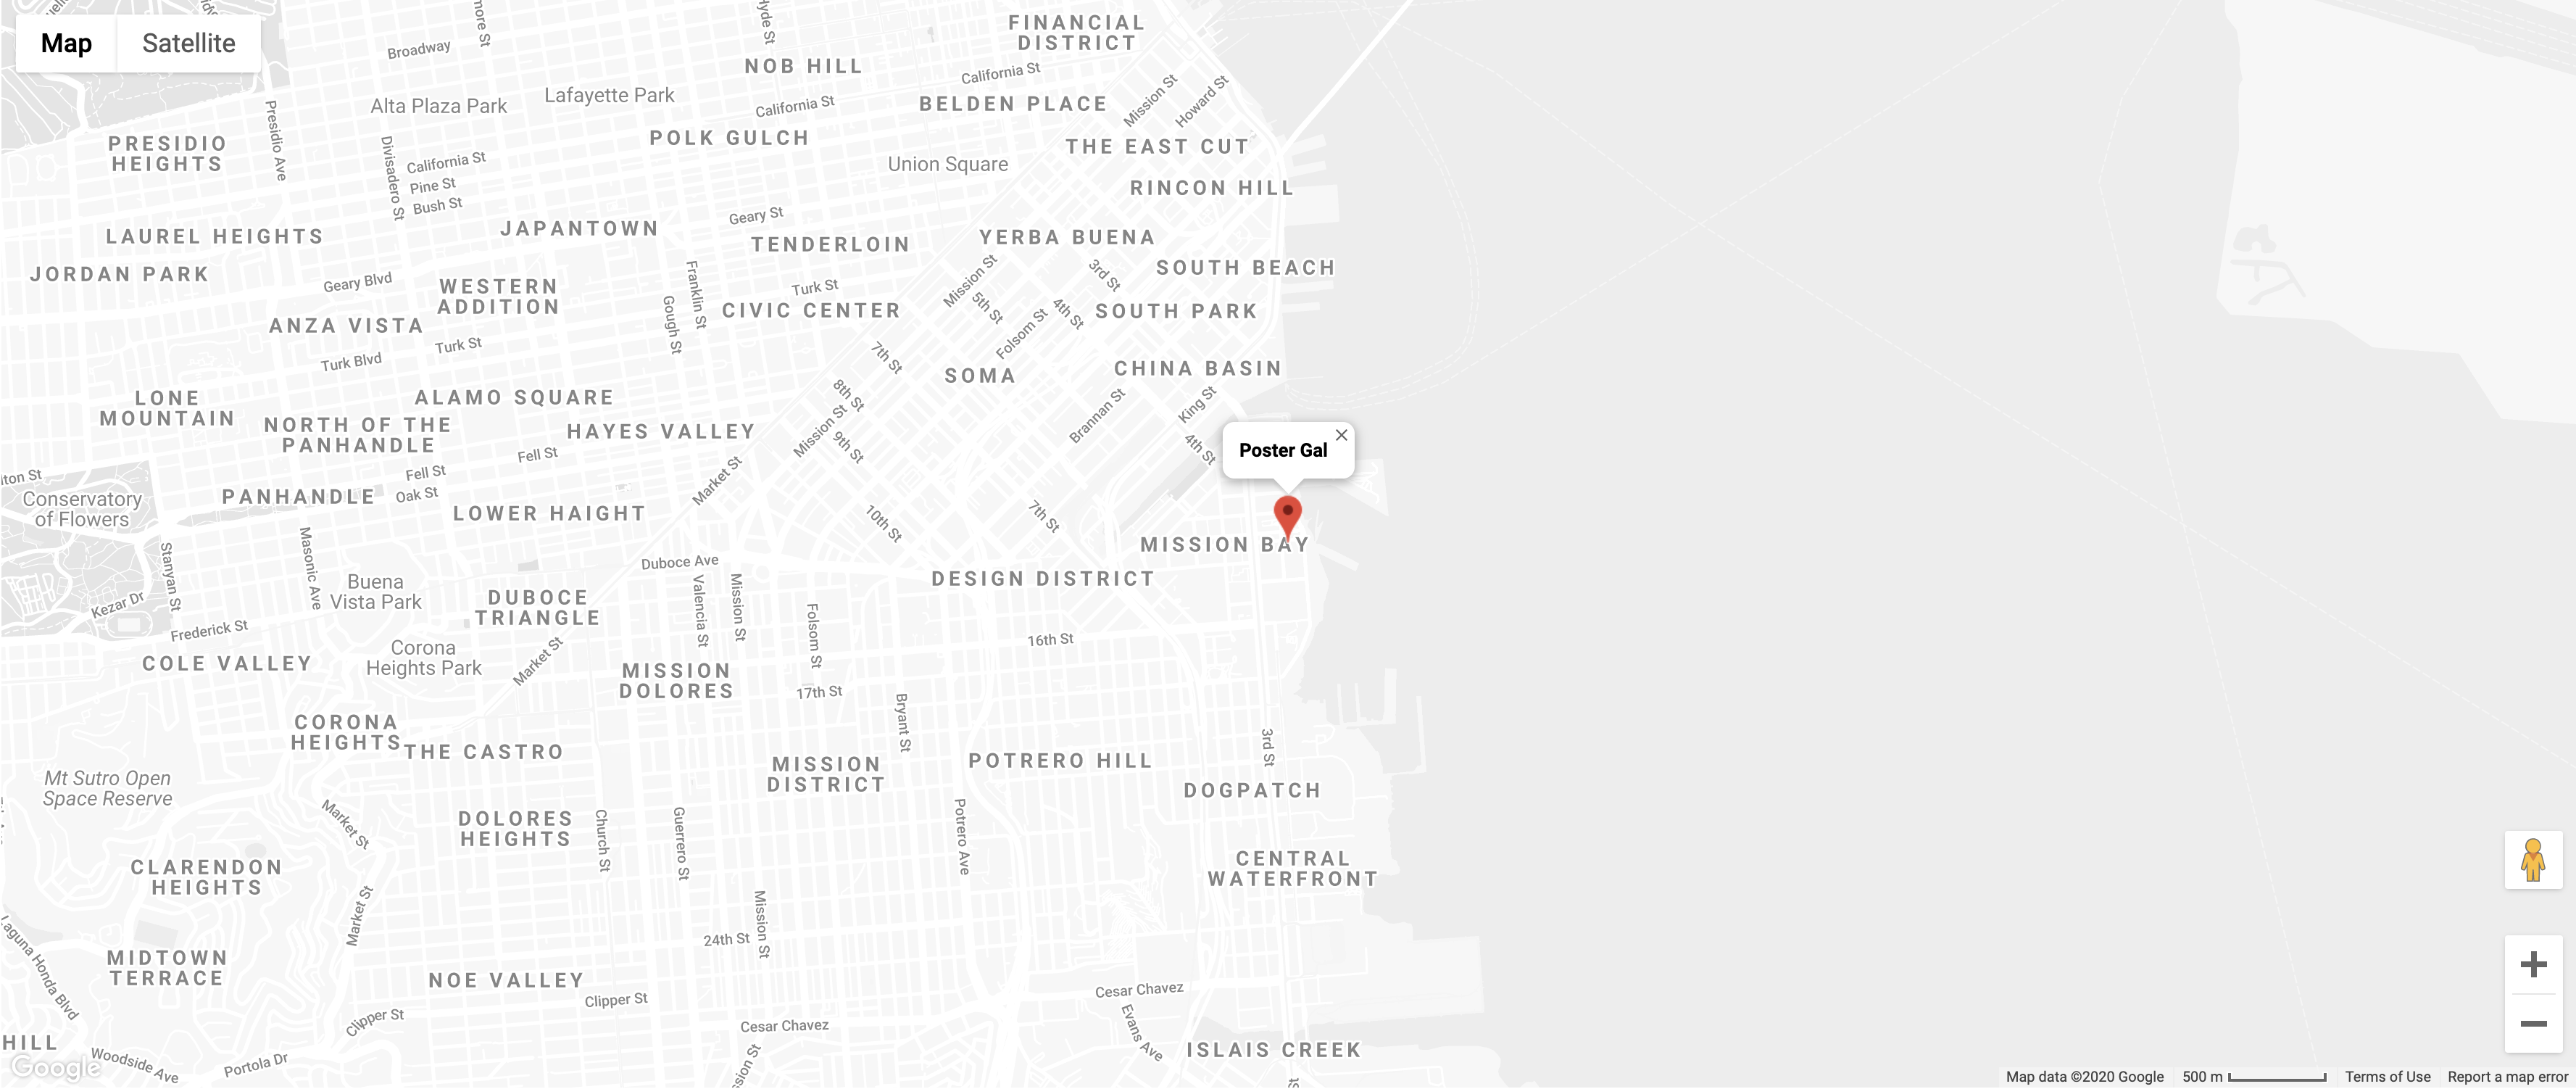 Map
Satellite
Broadway
Hyde St
FINANCIAL
DISTRICT
NOB HILL
California St
Alta Plaza Park
Lafayette Park
California St
BELDEN PLACE
Mission St
Howard St
Presidio Ave
PRESIDIO
HEIGHTS
Divisadero St
California St
Pine St
Bush St
POLK GULCH
Union Square
THE EAST CUT
RINCON HILL
LAUREL HEIGHTS
JAPANTOWN
Geary St
TENDERLOIN
YERBA BUENA
SOUTH BEACH
JORDAN PARK
Geary Blvd
WESTERN
ADDITION
Franklin St
Gough St
Turk St
CIVIC CENTER
Mission St
5th St
3rd St
4th St
Folsom St
SOUTH PARK
ANZA VISTA
Turk Blvd
Turk St
7th St
SOMA
CHINA BASIN
LONE
MOUNTAIN
ALAMO SQUARE
NORTH OF THE
PANHANDLE
HAYES VALLEY
8th St
Mission St
9th St
Brannan St
King St
4th St
Poster Gal
Fell St
Fell St
Oak St
Market St
Conservatory
of Flowers
PANHANDLE
LOWER HAIGHT
10th St
7th St
MISSION BAY
Stanyan St
Masonic Ave
Buena
Vista Park
Duboce Ave
DUBOCE
TRIANGLE
Valencia St
Mission St
DESIGN DISTRICT
Kezar Dr
Frederick St
Folsom St
16th St
COLE VALLEY
Corona
Heights Park
Market St
MISSION
DOLORES
17th St
Bryant St
CORONA
HEIGHTS
THE CASTRO
MISSION
DISTRICT
POTRERO HILL
3rd St
DOGPATCH
Mt Sutro Open
Space Reserve
Market St
DOLORES
HEIGHTS
Church St
Guerrero St
Potrero Ave
CLARENDON
HEIGHTS
CENTRAL
WATERFRONT
Market St
Mission St
24th St
Laguna Honda Blvd
MIDTOWN
TERRACE
NOE VALLEY
Clipper St
Clipper St
Cesar Chavez
Cesar Chavez
Evans Ave
HILL
Woodside Ave
Portola Dr
ISLAIS CREEK
Google
Map data ©2020 Google
500 m
Terms of Use
Report a map error